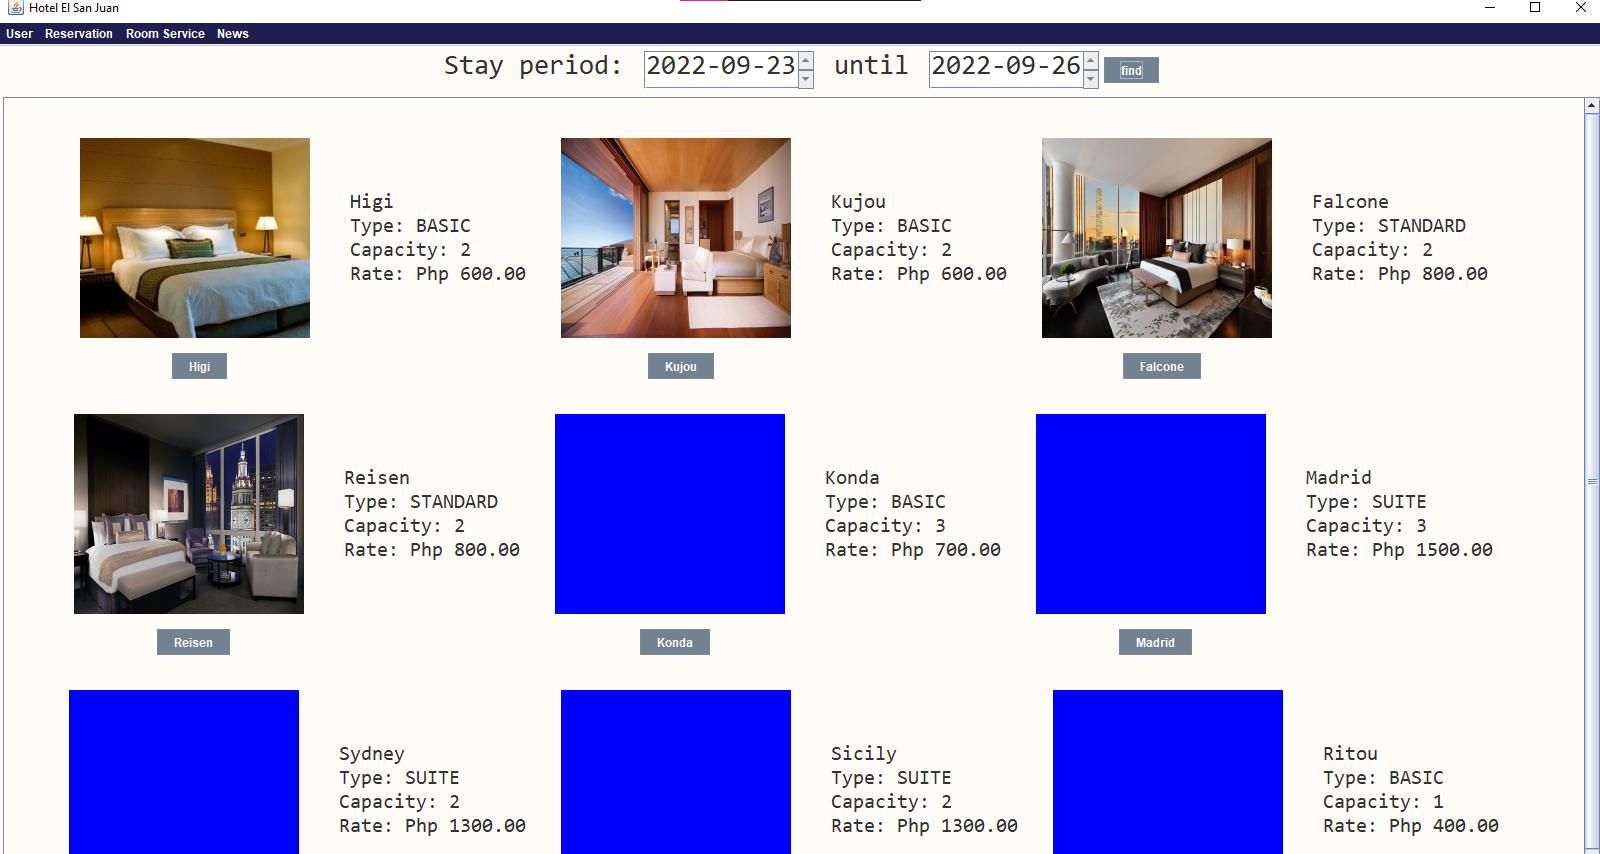 Hotel El San Juan
User Reservation Room Service News
Stay period: 2022-09-23 until 2022-09-26 find
Higi
Type: BASIC
Capacity: 2
Rate: Php 600.00
Higi
Kujou
Type: BASIC
Capacity: 2
Rate: Php 600.00
Kujou
Falcone
Type: STANDARD
Capacity: 2
Rate: Php 800.00
Falcone
Reisen
Type: STANDARD
Capacity: 2
Rate: Php 800.00
Reisen
Konda
Type: BASIC
Capacity: 3
Rate: Php 700.00
Konda
Madrid
Type: SUITE
Capacity: 3
Rate: Php 1500.00
Madrid
Sydney
Type: SUITE
Capacity: 2
Rate: Php 1300.00
Sicily
Type: SUITE
Capacity: 2
Rate: Php 1300.00
Ritou
Type: BASIC
Capacity: 1
Rate: Php 400.00